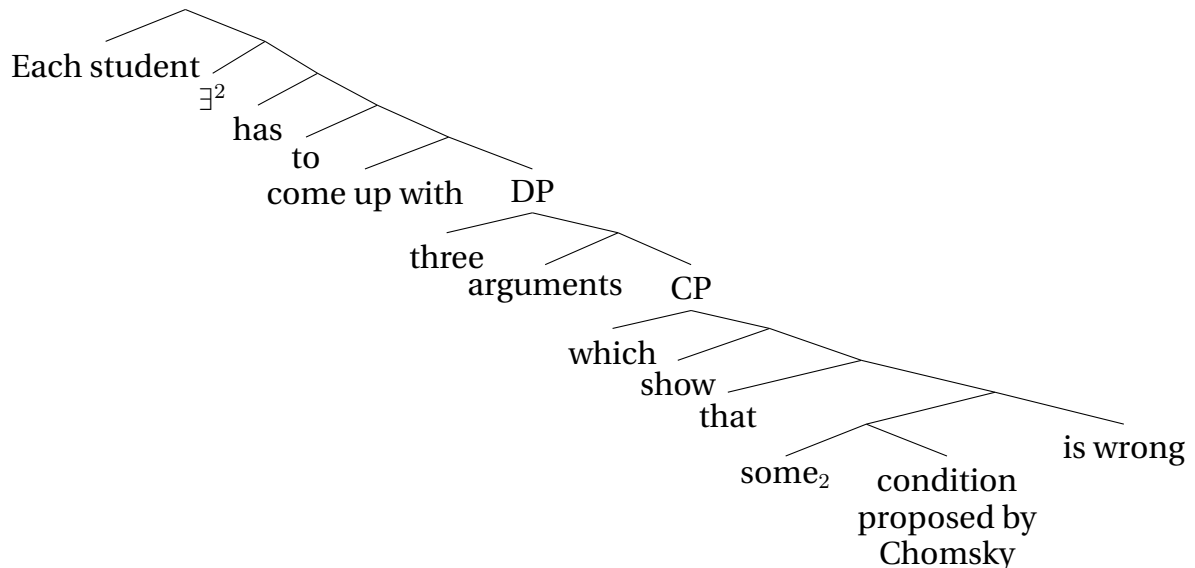 Each student
∃²
has
to
come up with
DP
three
arguments
CP
which
show
that
is wrong
some₂
condition
proposed by
Chomsky